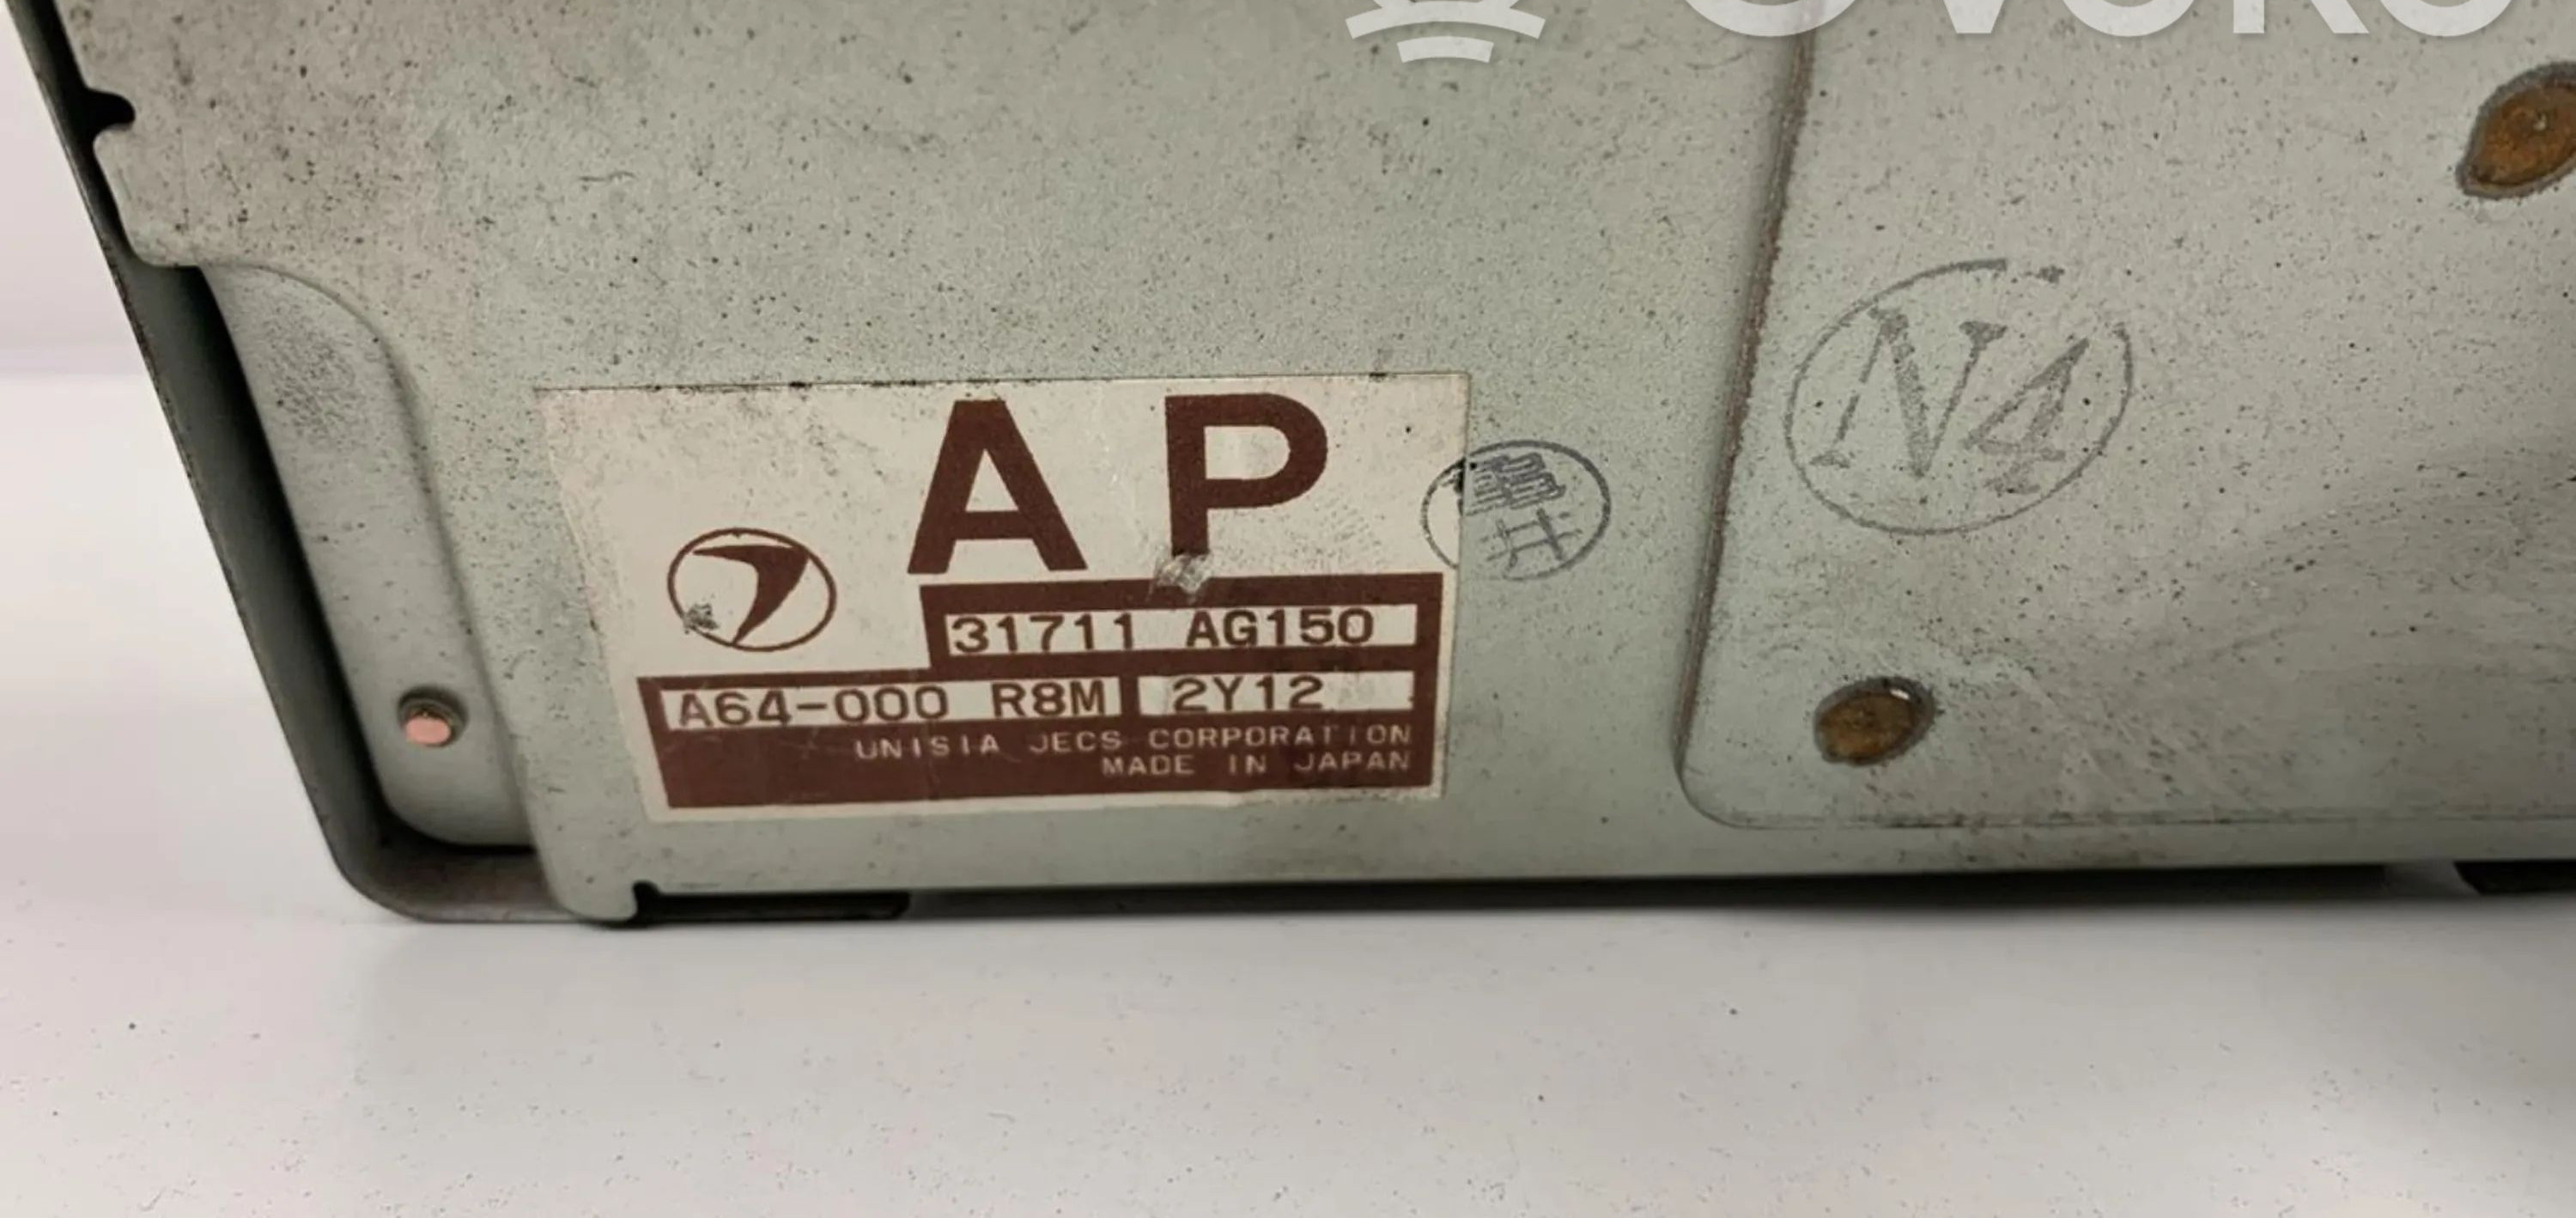 AP
31711 AG150
A64-000 R8M 2Y12
UNISIA JECS CORPORATION
MADE IN JAPAN
N4